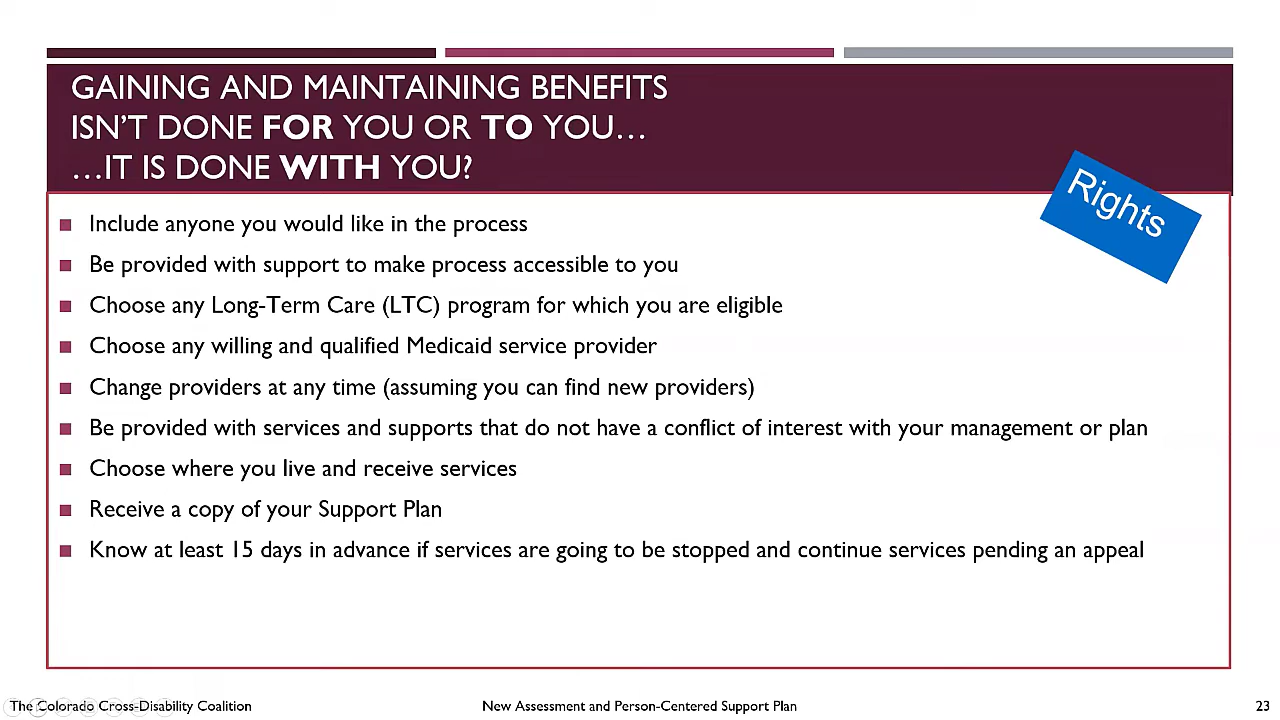 GAINING AND MAINTAINING BENEFITS
ISN'T DONE FOR YOU OR TO YOU…
…IT IS DONE WITH YOU?
Rights
Include anyone you would like in the process
Be provided with support to make process accessible to you
Choose any Long-Term Care (LTC) program for which you are eligible
Choose any willing and qualified Medicaid service provider
Change providers at any time (assuming you can find new providers)
Be provided with services and supports that do not have a conflict of interest with your management or plan
Choose where you live and receive services
Receive a copy of your Support Plan
Know at least 15 days in advance if services are going to be stopped and continue services pending an appeal
The Colorado Cross-Disability Coalition
New Assessment and Person-Centered Support Plan
23